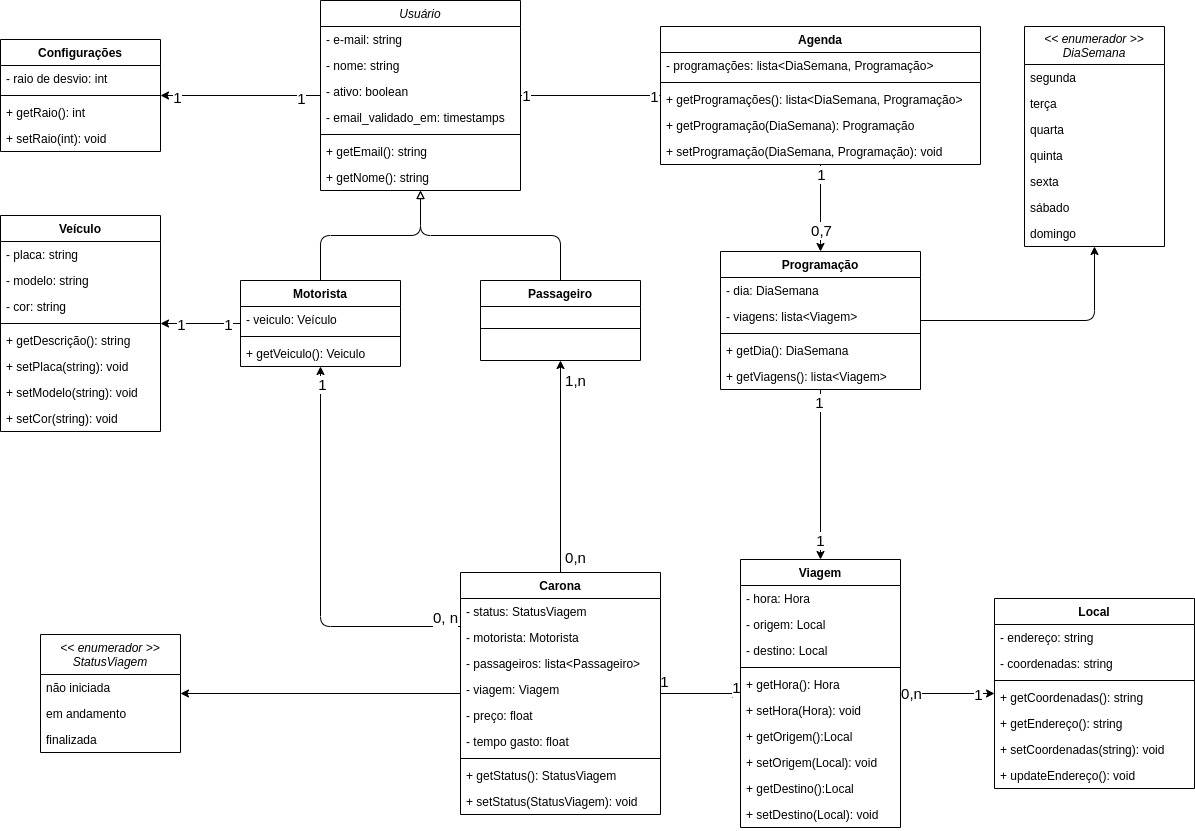 Usuário
- e-mail: string
- nome: string
- ativo: boolean
- email_validado_em: timestamps
+ getEmail(): string
+ getNome(): string
Configurações
- raio de desvio: int
+ getRaio(): int
+ setRaio(int): void
1
1
1
1
Agenda
- programações: lista<DiaSemana, Programação>
+ getProgramações(): lista<DiaSemana, Programação>
+ getProgramação(DiaSemana): Programação
+ setProgramação(DiaSemana, Programação): void
<< enumerador >>
DiaSemana
segunda
terça
quarta
quinta
sexta
sábado
domingo
1
0,7
Veículo
- placa: string
- modelo: string
- cor: string
+ getDescrição(): string
+ setPlaca(string): void
+ setModelo(string): void
+ setCor(string): void
1
1
Motorista
- veiculo: Veículo
+ getVeiculo(): Veiculo
1
Passageiro
1,n
Programação
- dia: DiaSemana
- viagens: lista<Viagem>
+ getDia(): DiaSemana
+ getViagens(): lista<Viagem>
1
1
0,n
0, n
Carona
- status: StatusViagem
- motorista: Motorista
- passageiros: lista<Passageiro>
- viagem: Viagem
- preço: float
- tempo gasto: float
+ getStatus(): StatusViagem
+ setStatus(StatusViagem): void
<< enumerador >>
StatusViagem
não iniciada
em andamento
finalizada
1
1
Viagem
- hora: Hora
- origem: Local
- destino: Local
+ getHora(): Hora
+ setHora(Hora): void
+ getOrigem():Local
+ setOrigem(Local): void
+ getDestino():Local
+ setDestino(Local): void
0,n
1
Local
- endereço: string
- coordenadas: string
+ getCoordenadas(): string
+ getEndereço(): string
+ setCoordenadas(string): void
+ updateEndereço(): void